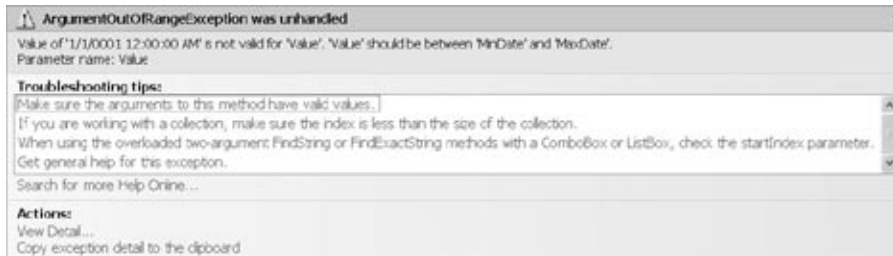 ArgumentOutOfRangeException was unhandled
Value of '1/1/0001 12:00:00 AM' is not valid for 'Value'. 'Value' should be between 'MinDate' and 'MaxDate'.
Parameter name: Value
Troubleshooting tips:
Make sure the arguments to this method have valid values.
If you are working with a collection, make sure the index is less than the size of the collection.
When using the overloaded two-argument FindString or FindExactString methods with a ComboBox or ListBox, check the startIndex parameter.
Get general help for this exception.
Search for more Help Online...
Actions:
View Detail...
Copy exception detail to the clipboard